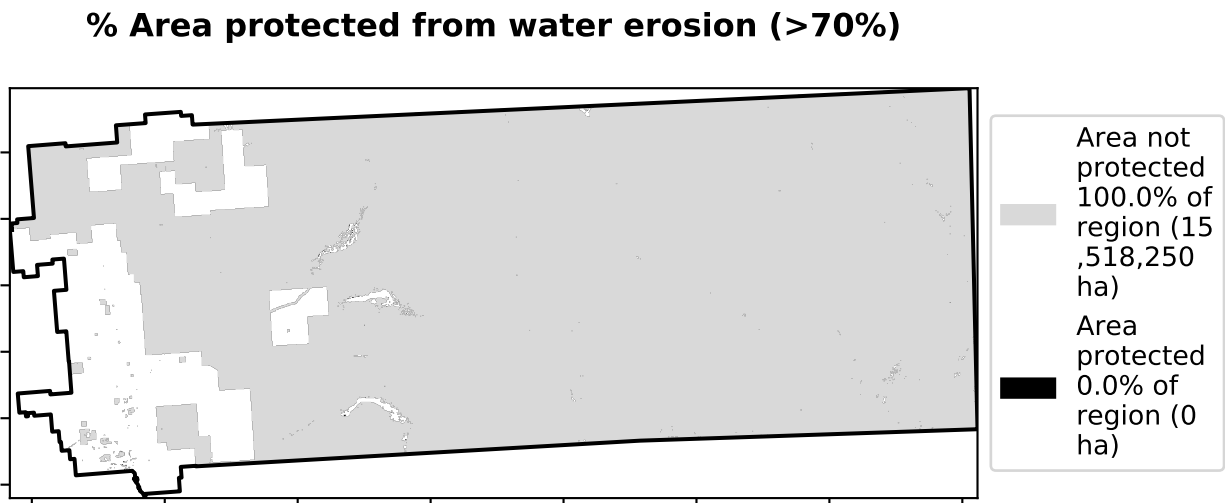 % Area protected from water erosion (>70%)
Area not
protected
100.0% of
region (15
,518,250
ha)
Area
protected
0.0% of
region (0
ha)